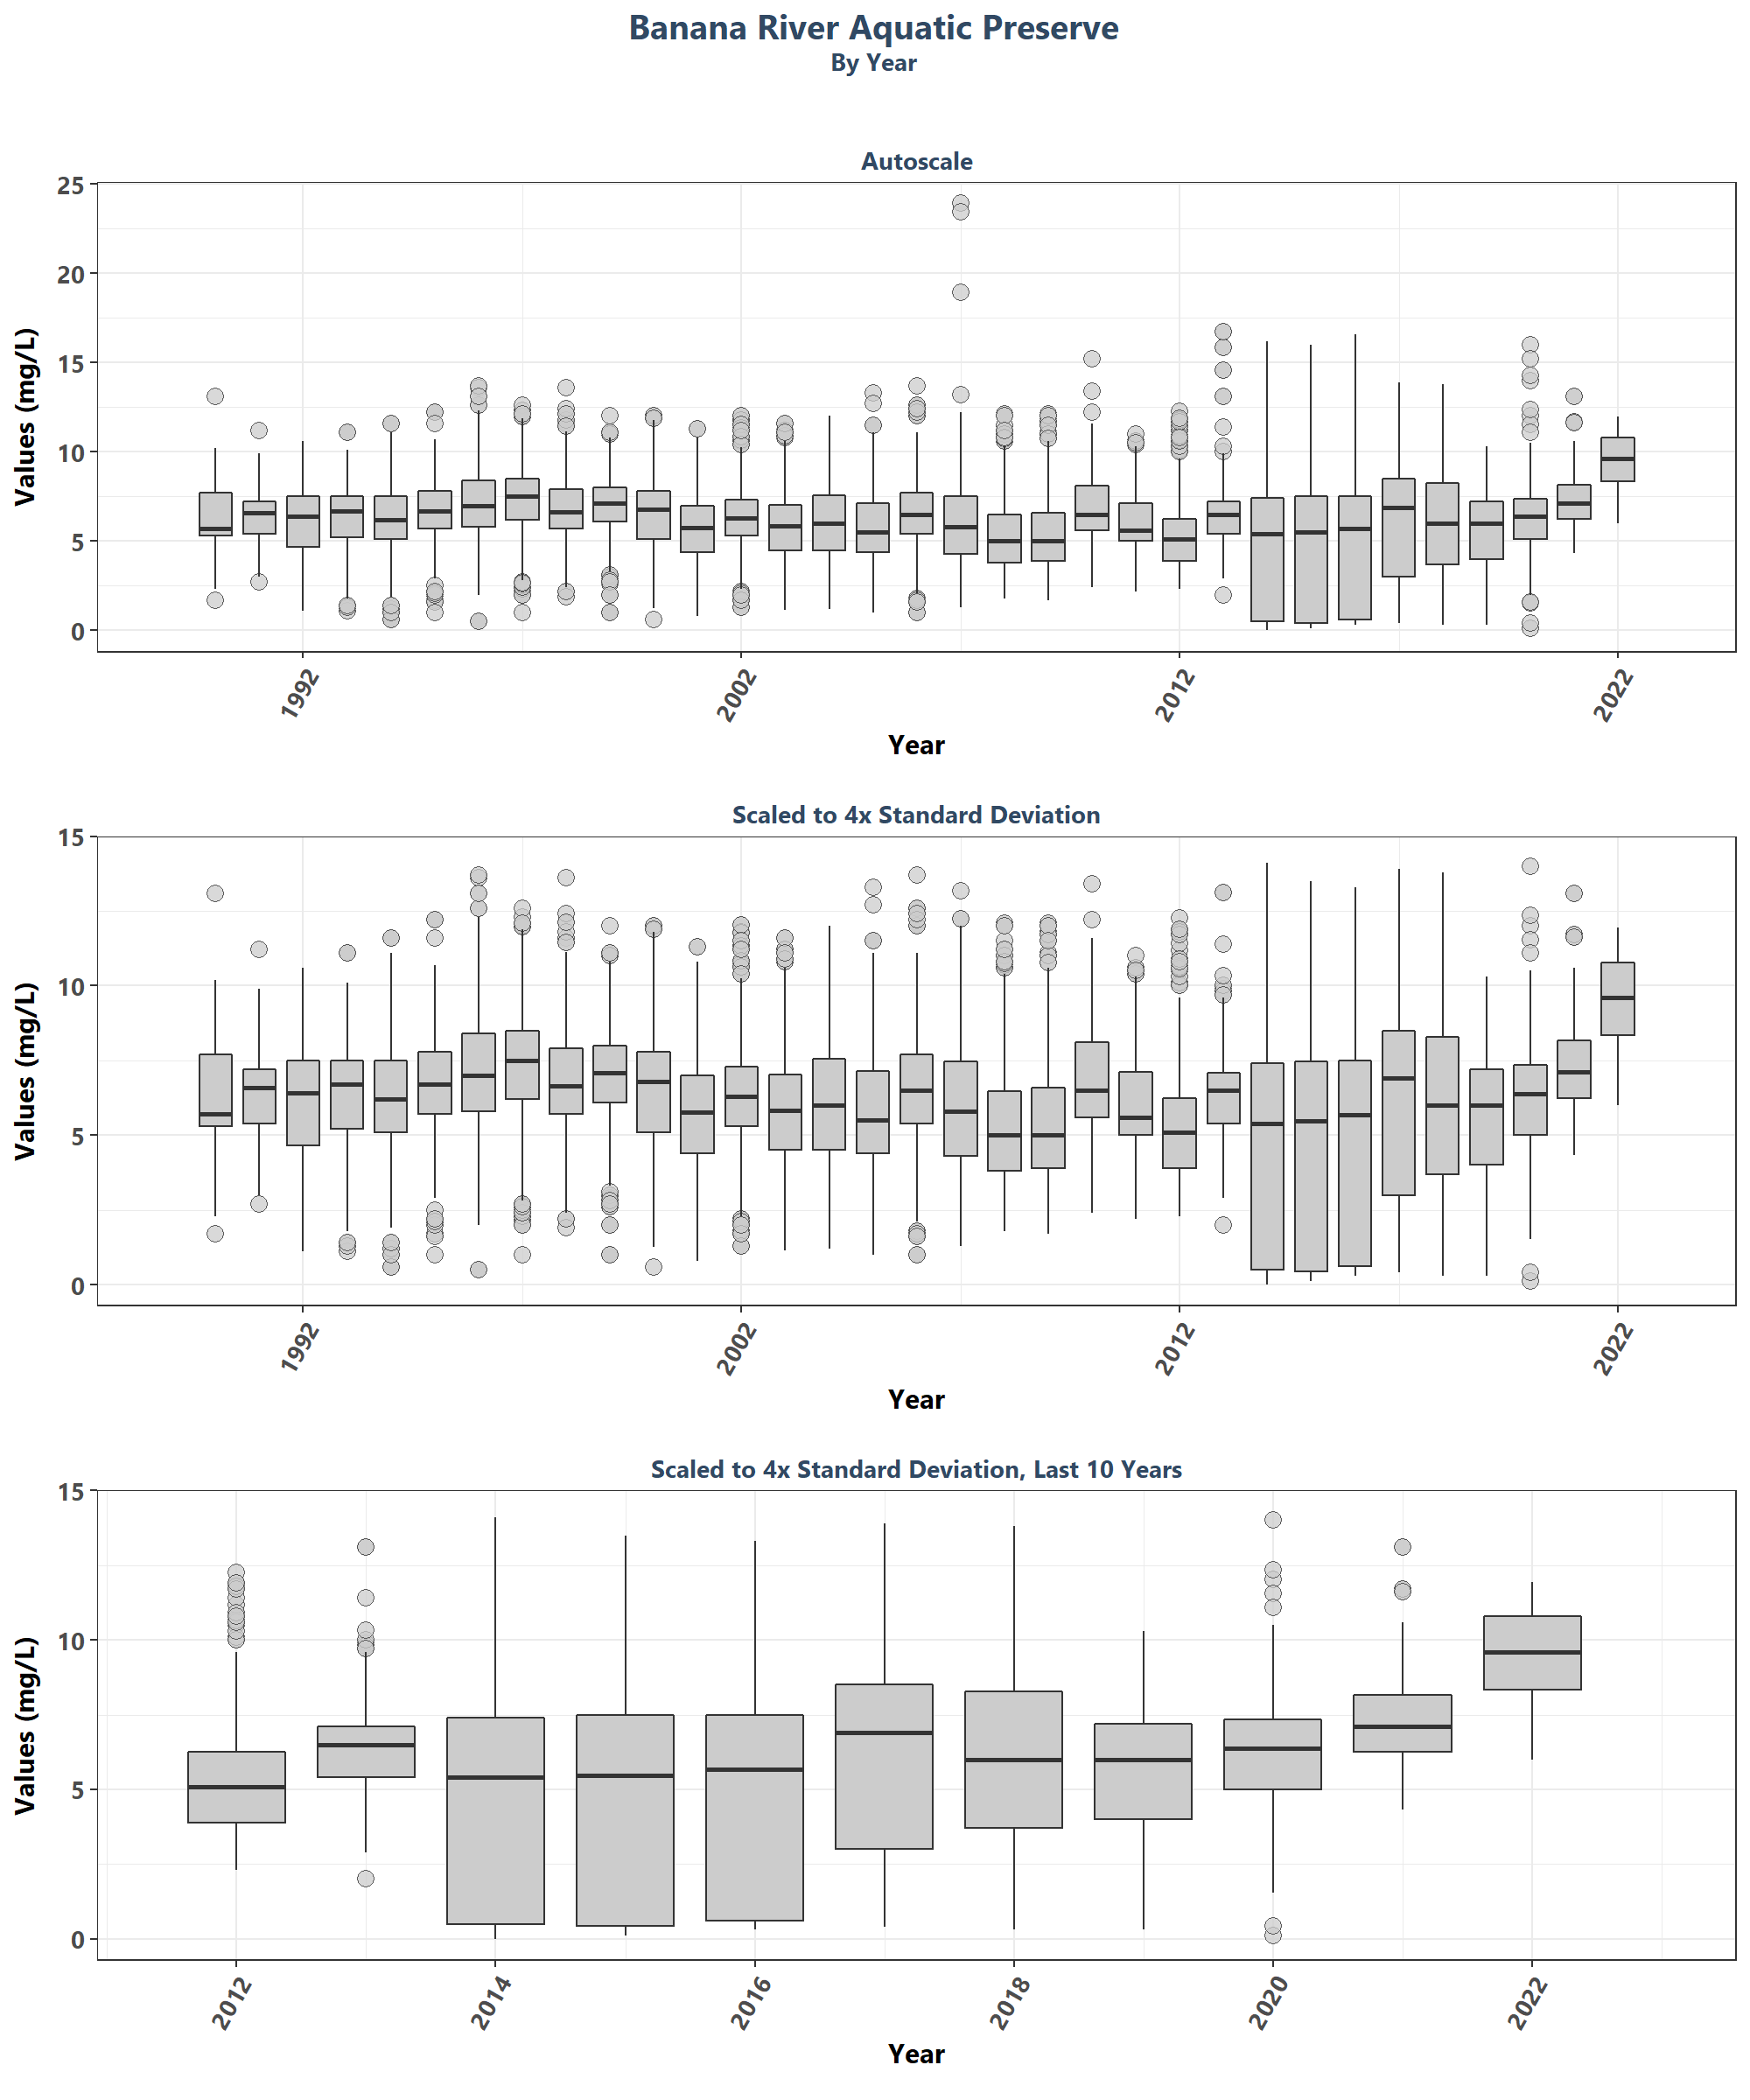 Banana River Aquatic Preserve
By Year
Autoscale
25
20
15
10
5
0
Values (mg/L)
1992
2002
2012
2022
Year
Scaled to 4x Standard Deviation
15
10
5
0
Values (mg/L)
1992
2002
2012
2022
Year
Scaled to 4x Standard Deviation, Last 10 Years
15
10
5
0
Values (mg/L)
2012
2014
2016
2018
2020
2022
Year